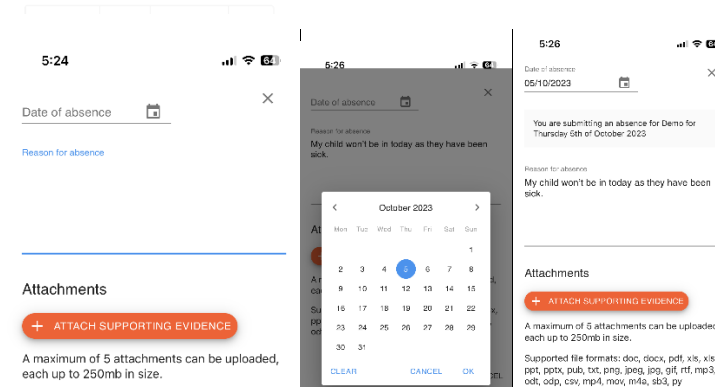 5:24
64
Date of absence
Reason for absence
Attachments
+ ATTACH SUPPORTING EVIDENCE
A maximum of 5 attachments can be uploaded,
each up to 250mb in size.
5:26
Date of absence
Reason for absence
My child won't be in today as they have been
sick.
October 2023
Mon Tue Wed Thu Fri Sat Sun
1
2 3 4 5 6 7 8
9 10 11 12 13 14 15
16 17 18 19 20 21 22
23 24 25 26 27 28 29
30 31
CLEAR CANCEL OK
5:26
Date of absence
05/10/2023
You are submitting an absence for Demo for
Thursday 5th of October 2023
Reason for absence
My child won't be in today as they have been
sick.
Attachments
+ ATTACH SUPPORTING EVIDENCE
A maximum of 5 attachments can be uploaded
each up to 250mb in size.
Supported file formats: doc, docx, pdf, xls, xls
ppt, pptx, pub, txt, png, jpeg, jpg, gif, rtf, mp3,
odt, odp, csv, mp4, mov, m4a, sb3, py